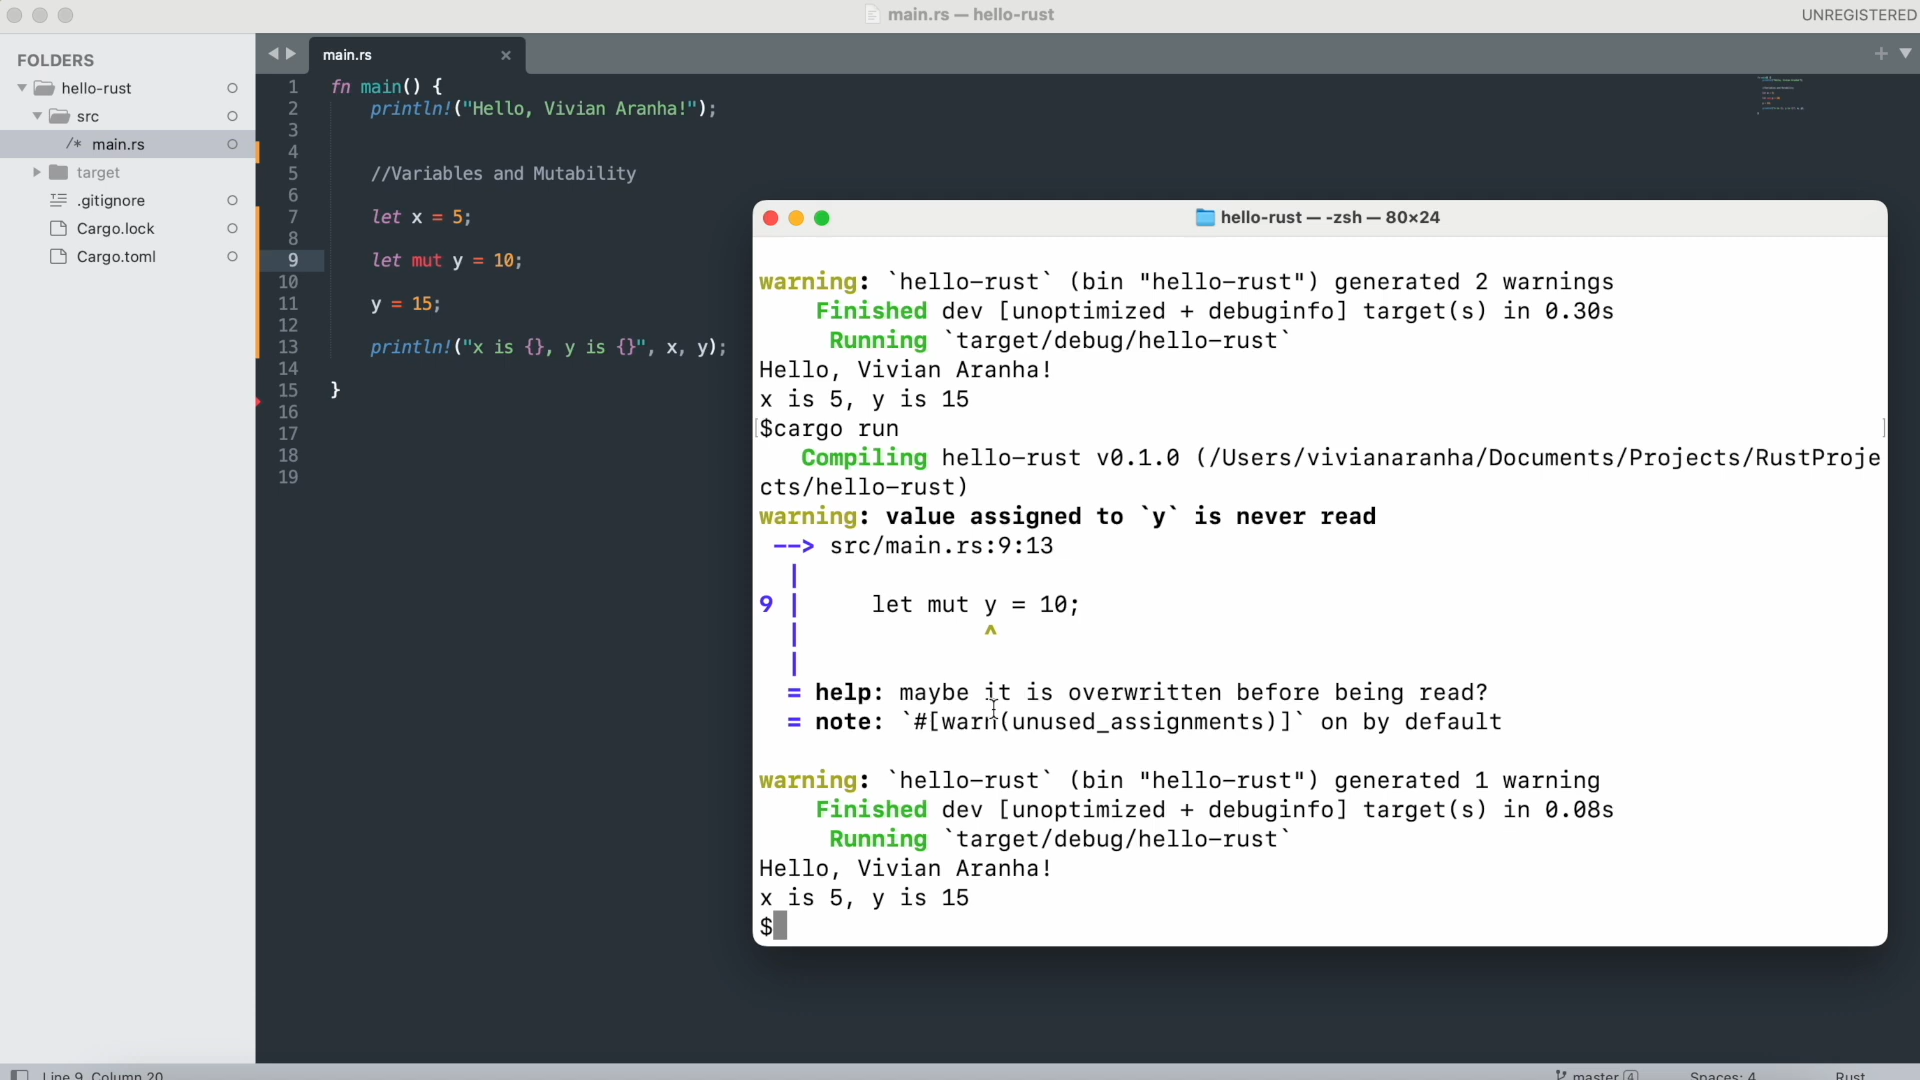 main.rs — hello-rust
UNREGISTERED
FOLDERS
hello-rust
src
/* main.rs
target
.gitignore
Cargo.lock
Cargo.toml
main.rs
1 fn main() {
2 println!("Hello, Vivian Aranha!");
3
4
5 //Variables and Mutability
6
7 let x = 5;
8
9 let mut y = 10;
10
11 y = 15;
12
13 println!("x is {}, y is {}", x, y);
14
15 }
16
17
18
19
hello-rust — -zsh — 80×24
warning: `hello-rust` (bin "hello-rust") generated 2 warnings
Finished dev [unoptimized + debuginfo] target(s) in 0.30s
Running `target/debug/hello-rust`
Hello, Vivian Aranha!
x is 5, y is 15
[$cargo run ]
Compiling hello-rust v0.1.0 (/Users/vivianaranha/Documents/Projects/RustProje
cts/hello-rust)
warning: value assigned to `y` is never read
--> src/main.rs:9:13
|
9 | let mut y = 10;
| ^
|
= help: maybe it is overwritten before being read?
= note: `#[warn(unused_assignments)]` on by default
warning: `hello-rust` (bin "hello-rust") generated 1 warning
Finished dev [unoptimized + debuginfo] target(s) in 0.08s
Running `target/debug/hello-rust`
Hello, Vivian Aranha!
x is 5, y is 15
$
Line 9, Column 20
master 4
Spaces: 4
Rust